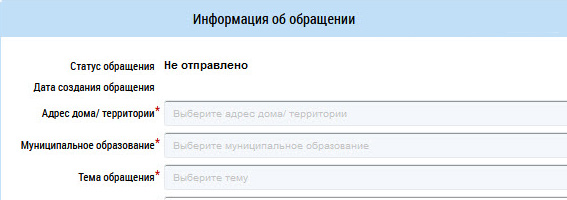 Информация об обращении
Статус обращения Не отправлено
Дата создания обращения
Адрес дома/ территории* Выберите адрес дома/ территории
Муниципальное образование* Выберите муниципальное образование
Тема обращения* Выберите тему